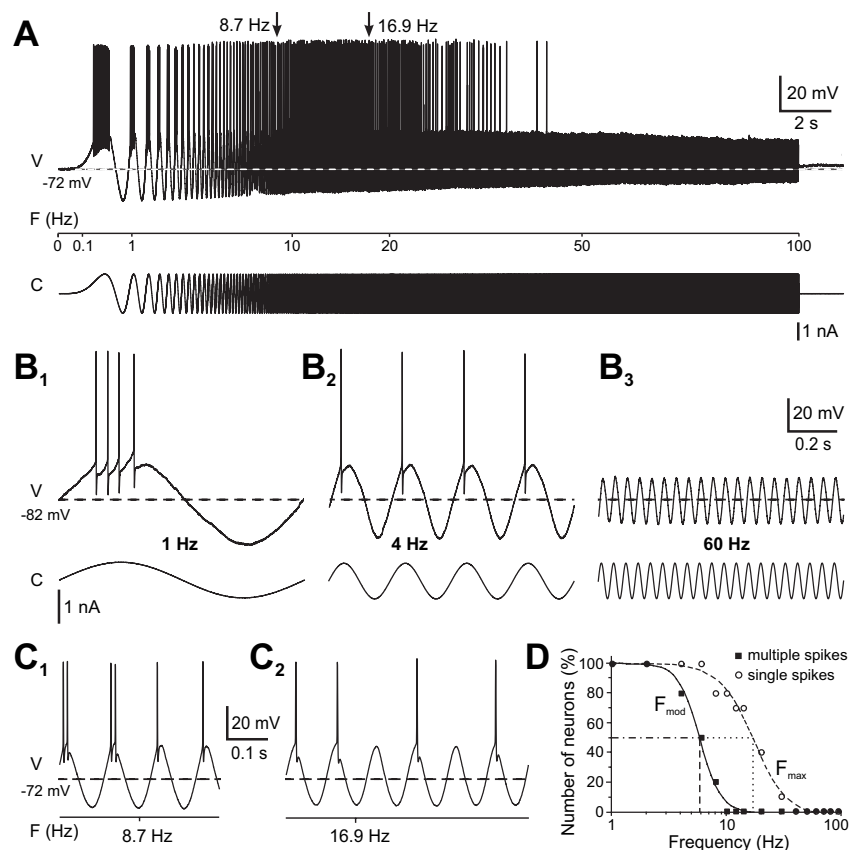 A
8.7 Hz
16.9 Hz
20 mV
2 s
V
-72 mV
F (Hz)
0 0.1 1 10 20 50 100
C
1 nA
B1
B2
B3
20 mV
0.2 s
V
-82 mV
1 Hz
4 Hz
60 Hz
C
1 nA
C1
C2
20 mV
0.1 s
V
-72 mV
F (Hz)
8.7 Hz
16.9 Hz
D
multiple spikes
single spikes
Number of neurons (%)
100
80
60
40
20
0
Fmod
Fmax
1 10 100
Frequency (Hz)